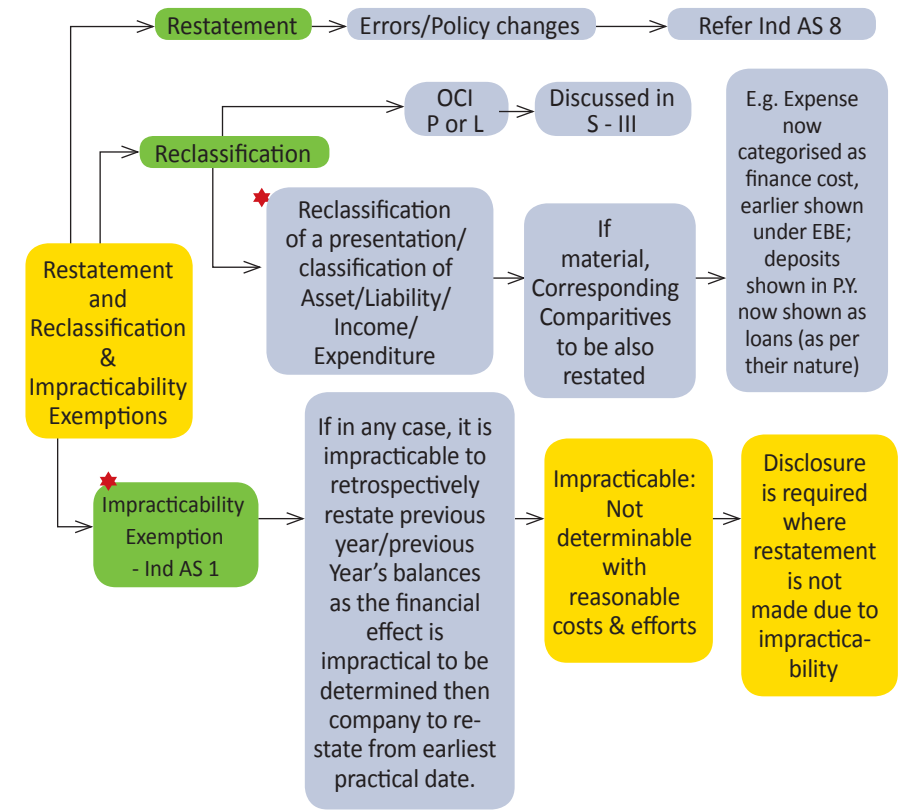 Restatement
Errors/Policy changes
Refer Ind AS 8
OCI
P or L
Discussed in
S - III
Reclassification
E.g. Expense
now
categorised as
finance cost,
earlier shown
under EBE;
deposits
shown in P.Y.
now shown as
loans (as per
their nature)
Reclassification
of a presentation/
classification of
Asset/Liability/
Income/
Expenditure
If
material,
Corresponding
Comparitives
to be also
restated
Restatement
and
Reclassification
&
Impracticability
Exemptions
Impracticability
Exemption
- Ind AS 1
If in any case, it is
impracticable to
retrospectively
restate previous
year/previous
Year's balances
as the financial
effect is
impractical to be
determined then
company to re-
state from earliest
practical date.
Impracticable:
Not
determinable
with
reasonable
costs & efforts
Disclosure
is required
where
restatement
is not
made due to
impractica-
bility